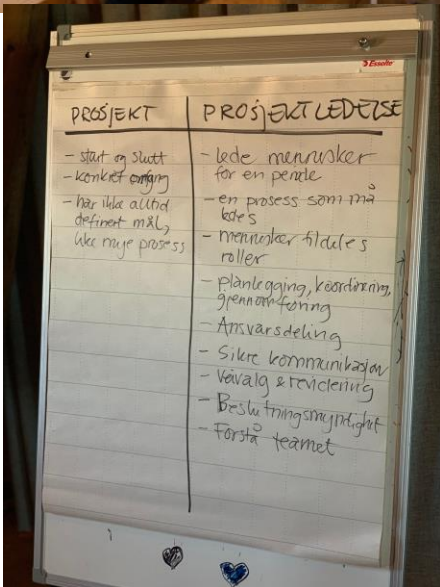 Esselte
PROSJEKT
- start og slutt
- konkret
- har ikke alltid
definert mål,
like mye prosess
PROSJEKTLEDELSE
- lede mennesker
for en periode
- en prosess som må
ledes
- mennesker tildeles
roller
- planlegging, koordinering,
gjennomføring
- Ansvarsdeling
- Sikre kommunikasjon
- Veivalg & revidering
- Beslutningsmyndighet
- Forstå teamet